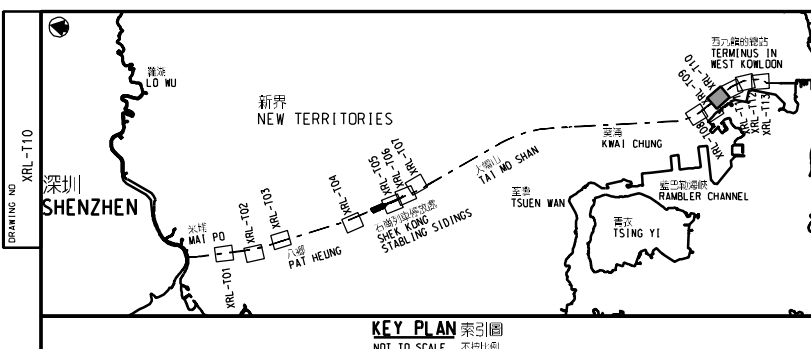 DRAWING NO XRL-T10
羅湖
LO WU
新界
NEW TERRITORIES
深圳
SHENZHEN
米埔
MAI PO
XRL-T01
XRL-T02
XRL-T03
八鄉
PAT HEUNG
XRL-T04
XRL-T05
XRL-T06
XRL-T07
石崗列車停放處
SHEK KONG
STABLING SIDINGS
大帽山
TAI MO SHAN
葵涌
KWAI CHUNG
荃灣
TSUEN WAN
藍巴勒海峽
RAMBLER CHANNEL
青衣
TSING YI
XRL-T08
XRL-T09
XRL-T10
XRL-T12
XRL-T13
西九龍的總站
TERMINUS IN
WEST KOWLOON
KEY PLAN 索引圖
NOT TO SCALE 不按比例